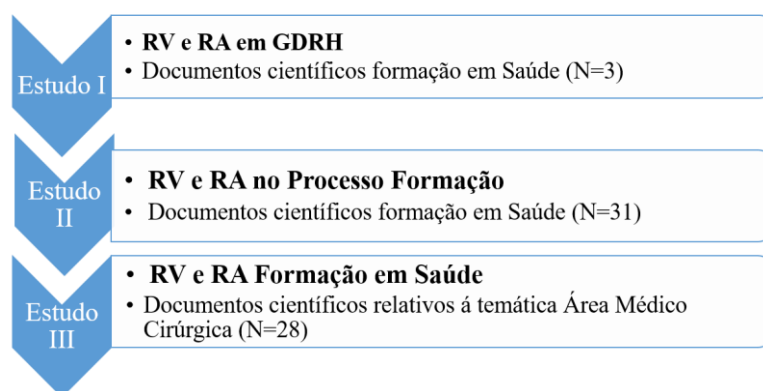 Estudo I
• RV e RA em GDRH
• Documentos científicos formação em Saúde (N=3)
Estudo
II
• RV e RA no Processo Formação
• Documentos científicos formação em Saúde (N=31)
Estudo
III
• RV e RA Formação em Saúde
• Documentos científicos relativos á temática Área Médico
Cirúrgica (N=28)